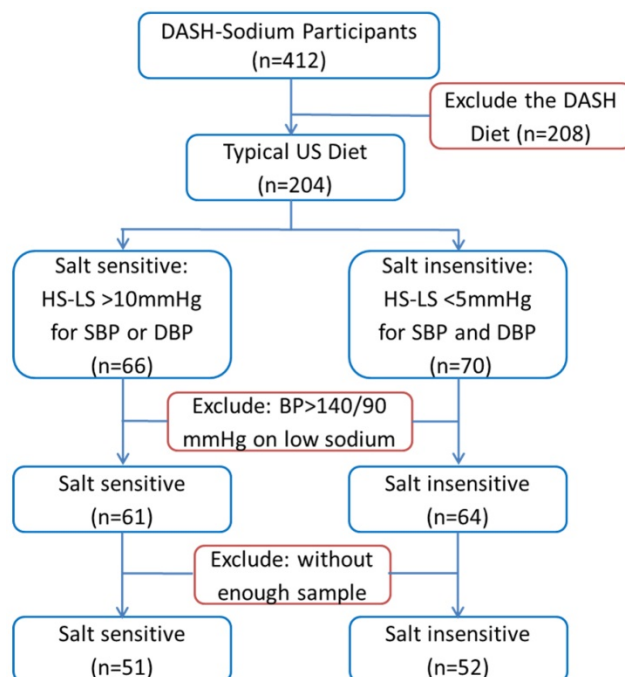 DASH-Sodium Participants
(n=412)
Exclude the DASH
Diet (n=208)
Typical US Diet
(n=204)
Salt sensitive:
HS-LS >10mmHg
for SBP or DBP
(n=66)
Salt insensitive:
HS-LS <5mmHg
for SBP and DBP
(n=70)
Exclude: BP>140/90
mmHg on low sodium
Salt sensitive
(n=61)
Salt insensitive
(n=64)
Exclude: without
enough sample
Salt sensitive
(n=51)
Salt insensitive
(n=52)